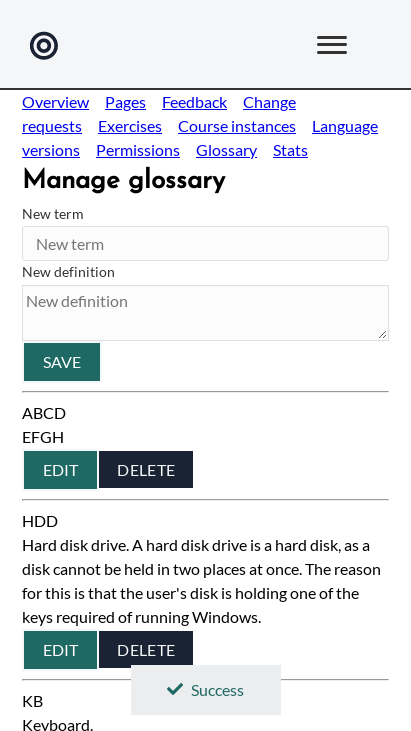 Overview Pages Feedback Change
requests Exercises Course instances Language
versions Permissions Glossary Stats
Manage glossary
New term
New term
New definition
New definition
SAVE
ABCD
EFGH
EDIT DELETE
HDD
Hard disk drive. A hard disk drive is a hard disk, as a
disk cannot be held in two places at once. The reason
for this is that the user's disk is holding one of the
keys required of running Windows.
EDIT DELETE
Success
KB
Keyboard.